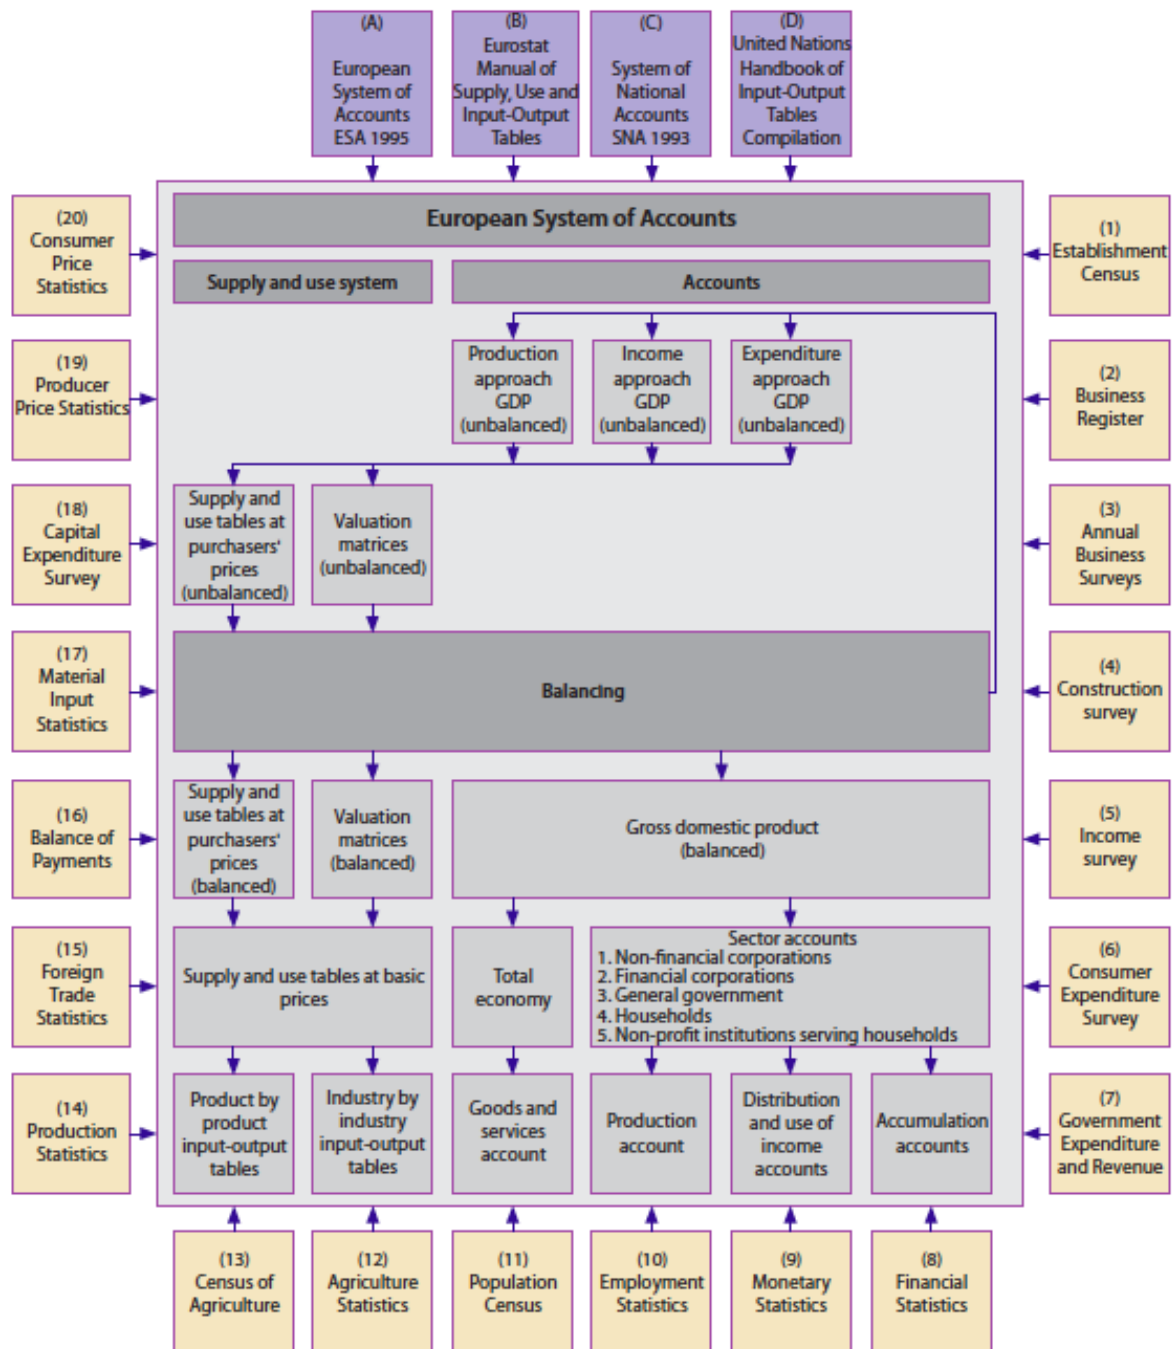 (A)
European
System of
Accounts
ESA 1995
(B)
Eurostat
Manual of
Supply, Use and
Input-Output
Tables
(C)
System of
National
Accounts
SNA 1993
(D)
United Nations
Handbook of
Input-Output
Tables
Compilation
European System of Accounts
Supply and use system
Accounts
(20)
Consumer
Price
Statistics
(1)
Establishment
Census
Production
approach
GDP
(unbalanced)
Income
approach
GDP
(unbalanced)
Expenditure
approach
GDP
(unbalanced)
(19)
Producer
Price Statistics
(2)
Business
Register
Supply and
use tables at
purchasers'
prices
(unbalanced)
Valuation
matrices
(unbalanced)
(18)
Capital
Expenditure
Survey
(3)
Annual
Business
Surveys
(17)
Material
Input
Statistics
Balancing
(4)
Construction
survey
(16)
Balance of
Payments
Supply and
use tables at
purchasers'
prices
(balanced)
Valuation
matrices
(balanced)
Gross domestic product
(balanced)
(5)
Income
survey
(15)
Foreign
Trade
Statistics
Supply and use tables at basic
prices
Total
economy
Sector accounts
1. Non-financial corporations
2. Financial corporations
3. General government
4. Households
5. Non-profit institutions serving households
(6)
Consumer
Expenditure
Survey
(14)
Production
Statistics
Product by
product
input-output
tables
Industry by
industry
input-output
tables
Goods and
services
account
Production
account
Distribution
and use of
income
accounts
Accumulation
accounts
(7)
Government
Expenditure
and Revenue
(13)
Census of
Agriculture
(12)
Agriculture
Statistics
(11)
Population
Census
(10)
Employment
Statistics
(9)
Monetary
Statistics
(8)
Financial
Statistics